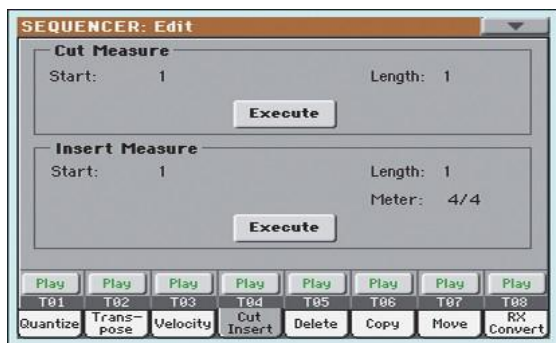 SEQUENCER: Edit
Cut Measure
Start: 1 Length: 1
Execute
Insert Measure
Start: 1 Length: 1
Meter: 4/4
Execute
Play Play Play Play Play Play Play Play
T01 T02 T03 T04 T05 T06 T07 T08
Quantize Trans- Velocity Cut Delete Copy Move RX
pose Insert Convert